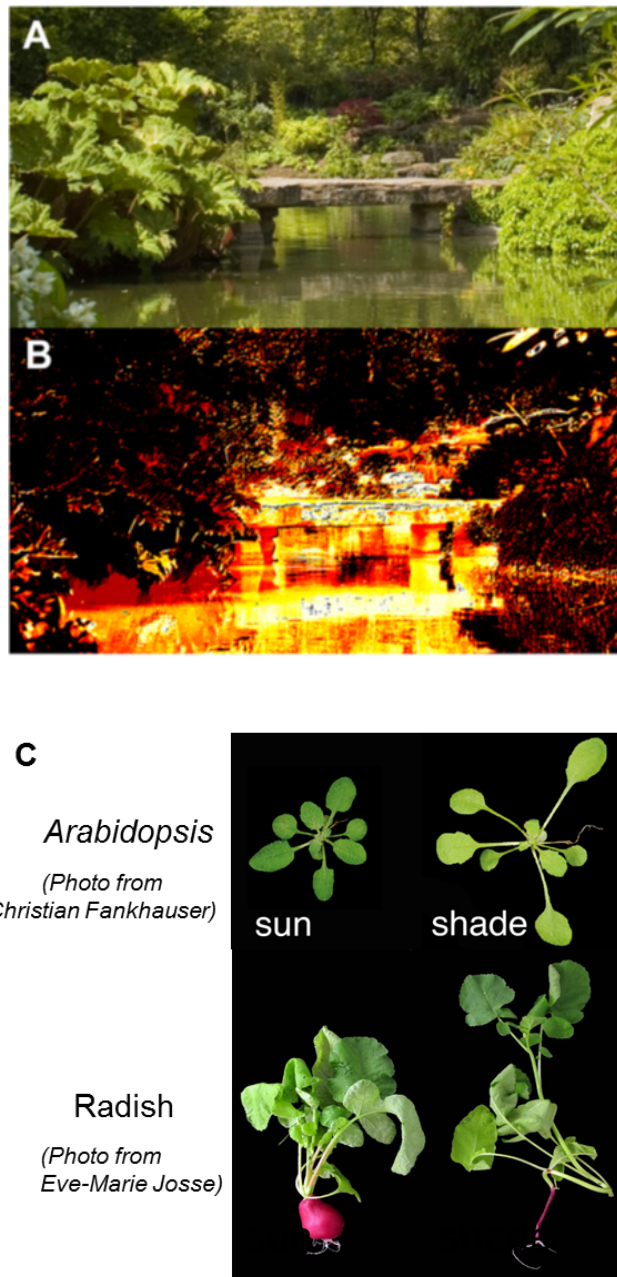 A
B
C
Arabidopsis
(Photo from
Christian Fankhauser)
sun
shade
Radish
(Photo from
Eve-Marie Josse)